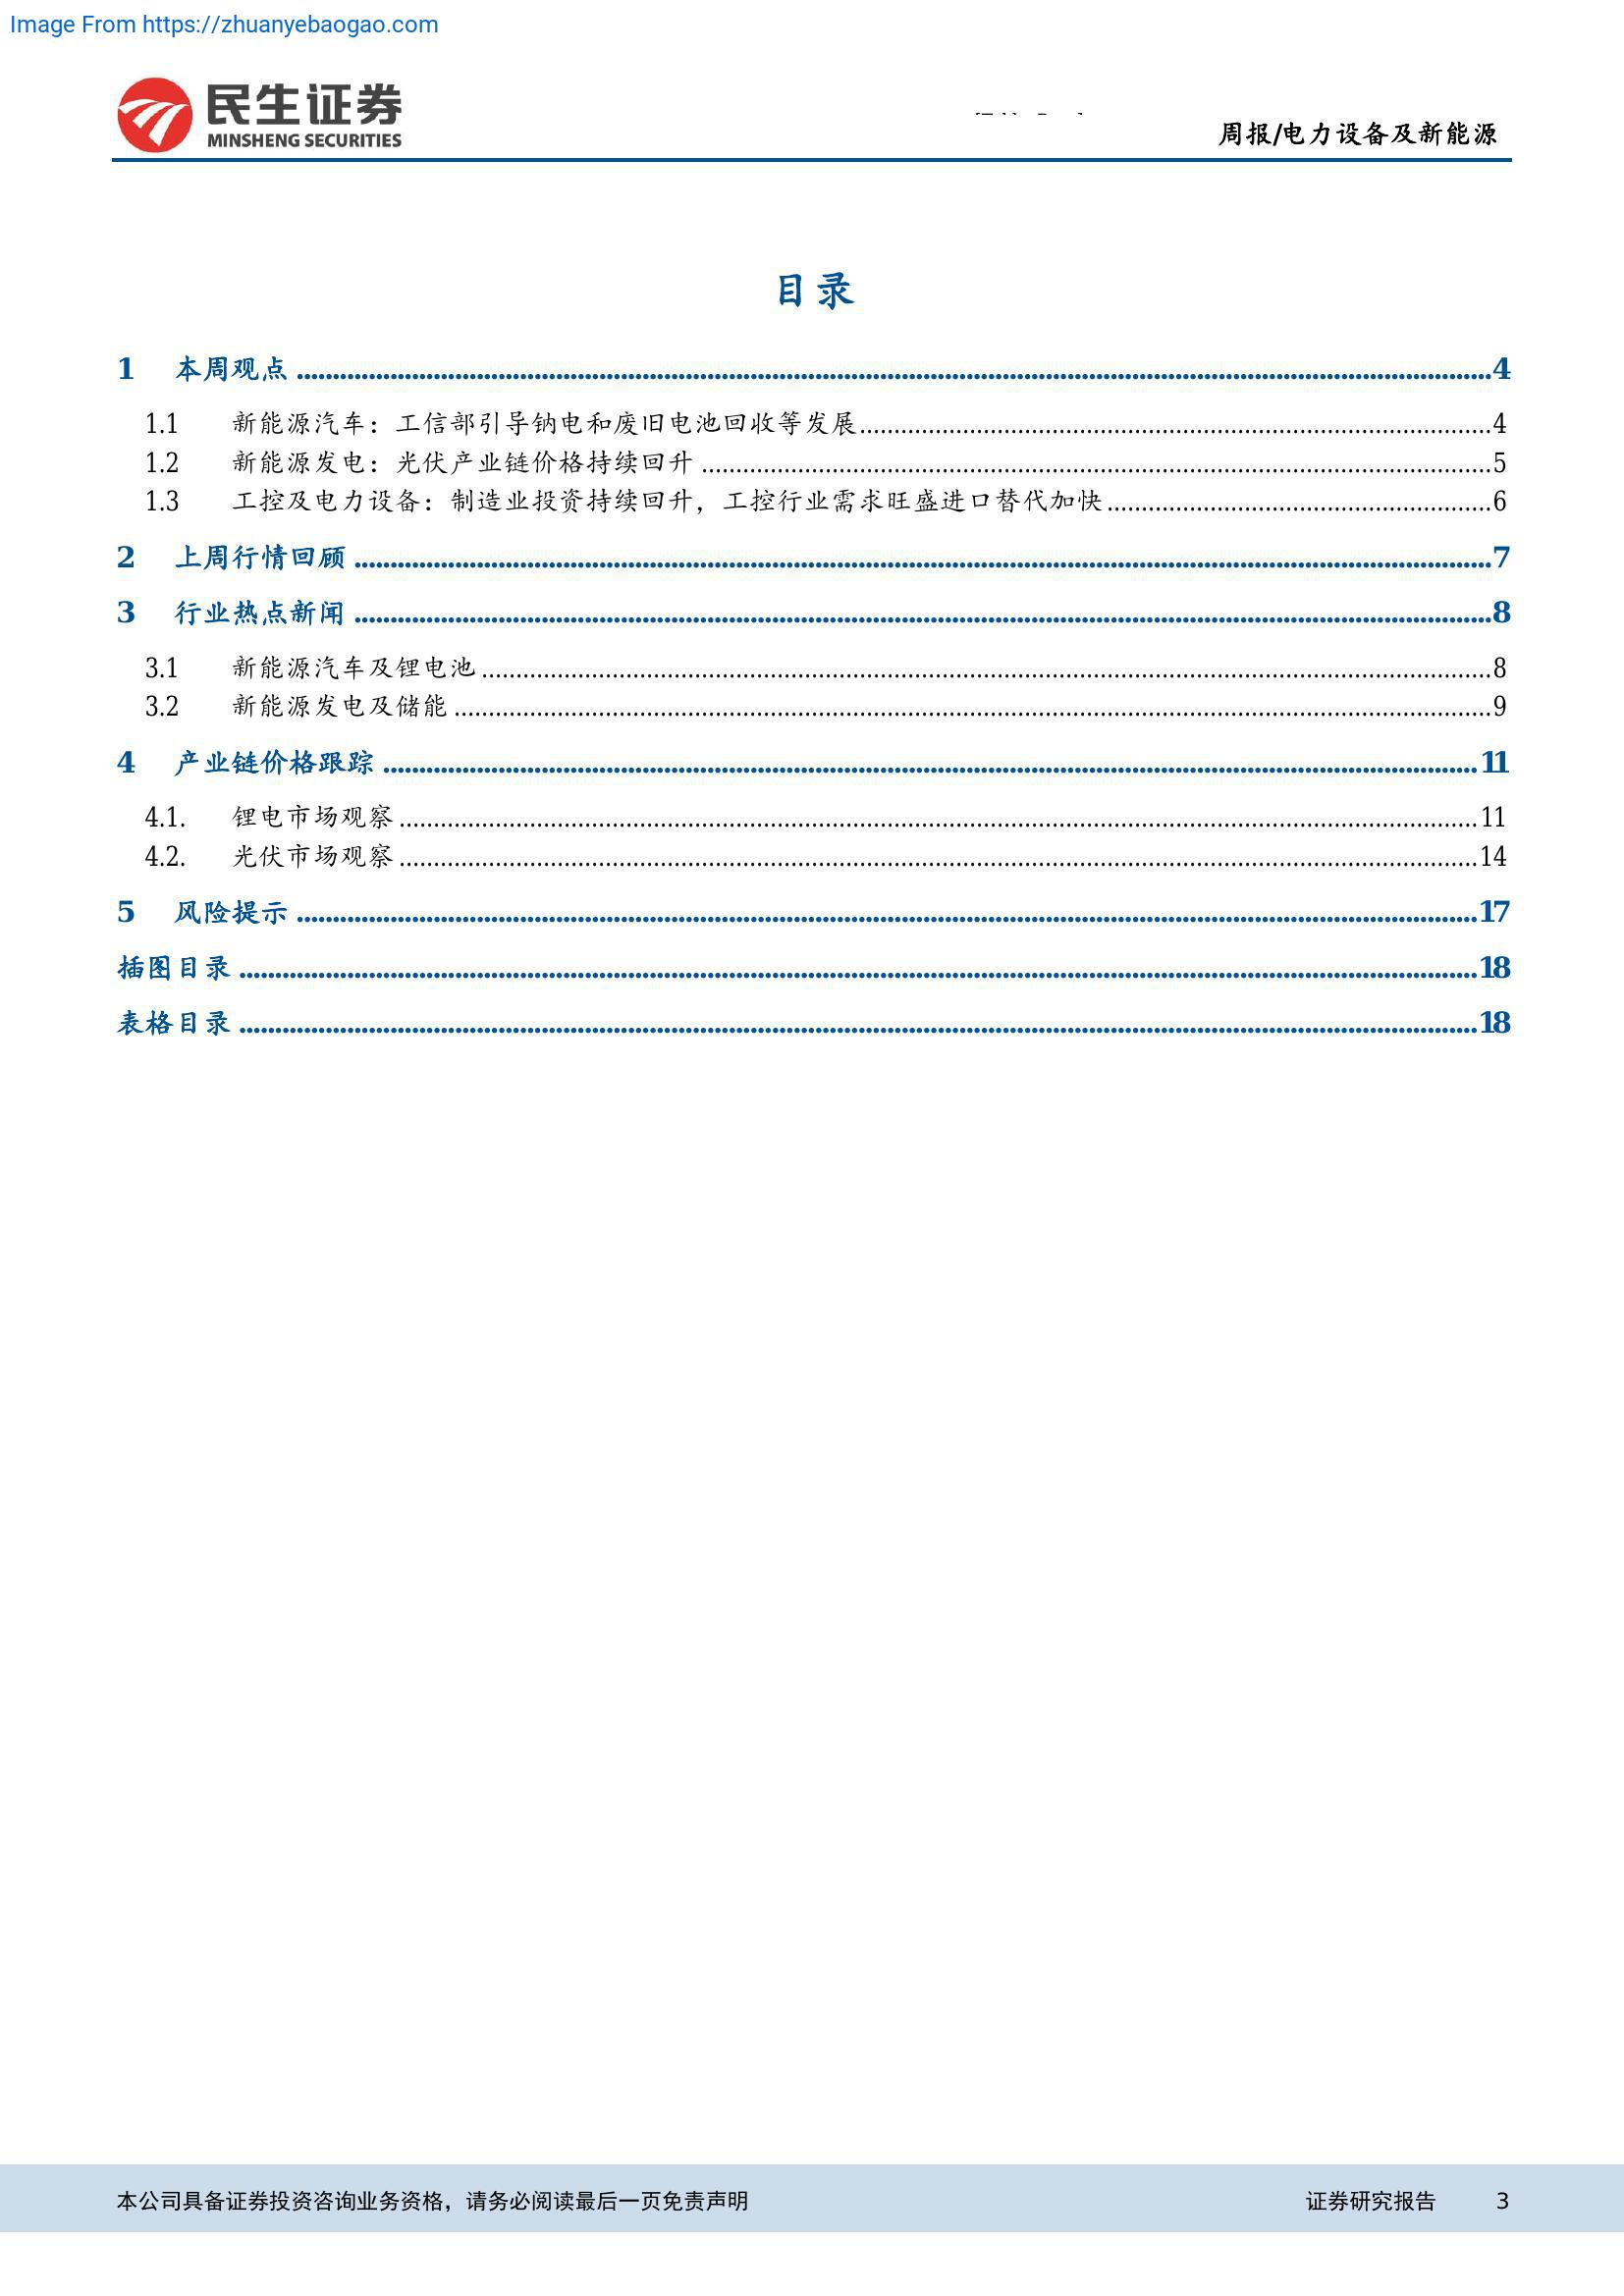 Image From https://zhuanyebaogao.com
民生证券
MINSHENG SECURITIES
周报/电力设备及新能源
目录
1 本周观点 4
1.1 新能源汽车：工信部引导钠电和废旧电池回收等发展 4
1.2 新能源发电：光伏产业链价格持续回升 5
1.3 工控及电力设备：制造业投资持续回升，工控行业需求旺盛进口替代加快 6
2 上周行情回顾 7
3 行业热点新闻 8
3.1 新能源汽车及锂电池 8
3.2 新能源发电及储能 9
4 产业链价格跟踪 11
4.1. 锂电市场观察 11
4.2. 光伏市场观察 14
5 风险提示 17
插图目录 18
表格目录 18
本公司具备证券投资咨询业务资格，请务必阅读最后一页免责声明 证券研究报告 3